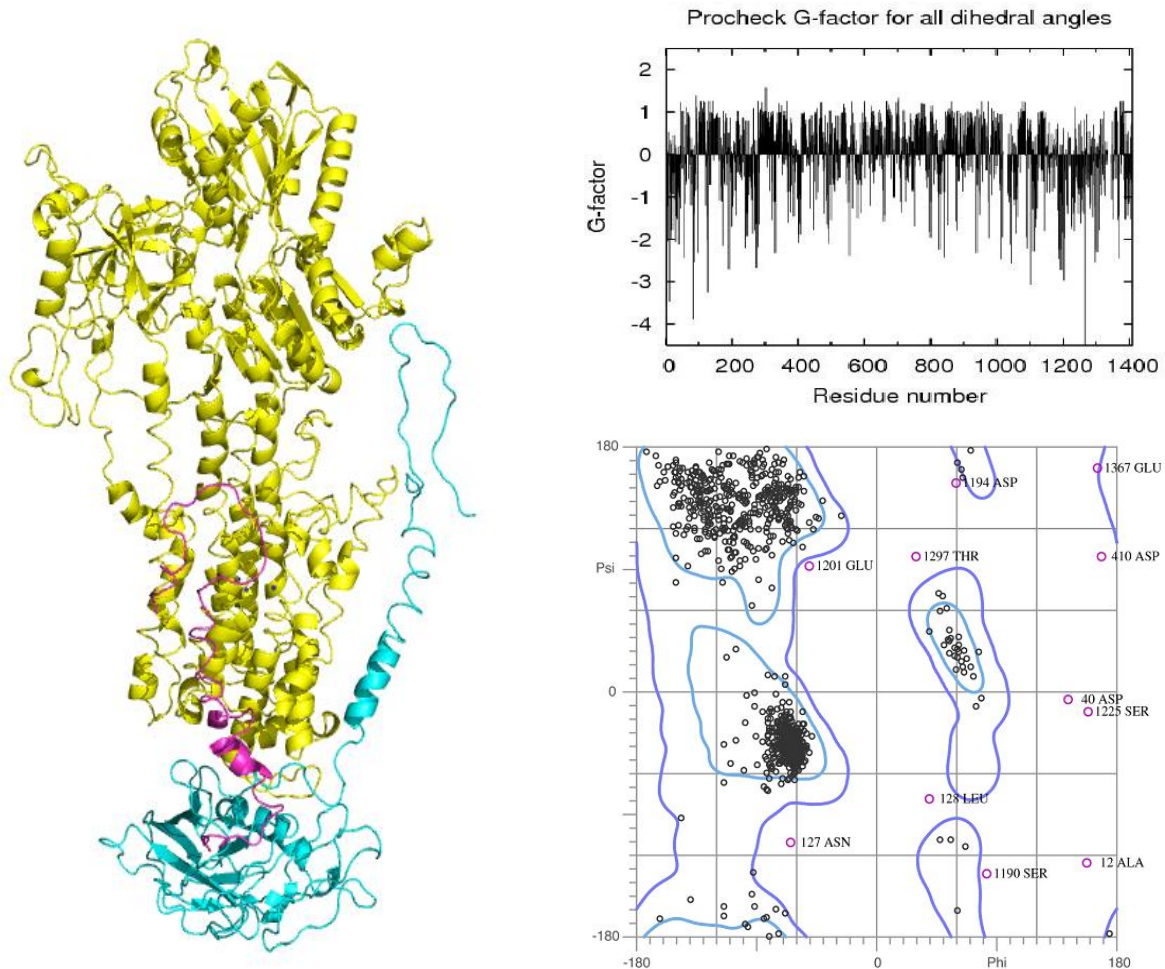 Procheck G-factor for all dihedral angles
2
1
0
-1
-2
-3
-4
G-factor
0 200 400 600 800 1000 1200 1400
Residue number
180
1367 GLU
1194 ASP
1297 THR
410 ASP
Psi
1201 GLU
0
40 ASP
1225 SER
128 LEU
127 ASN
12 ALA
1190 SER
-180
-180 0 Phi 180